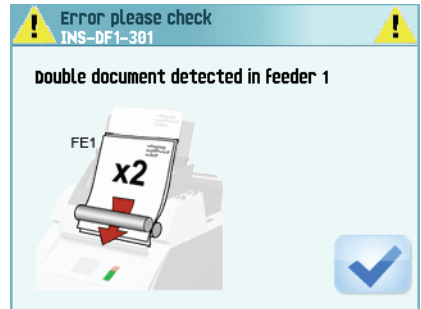 Error please check
INS-DF1-301
Double document detected in feeder 1
FE1
x2